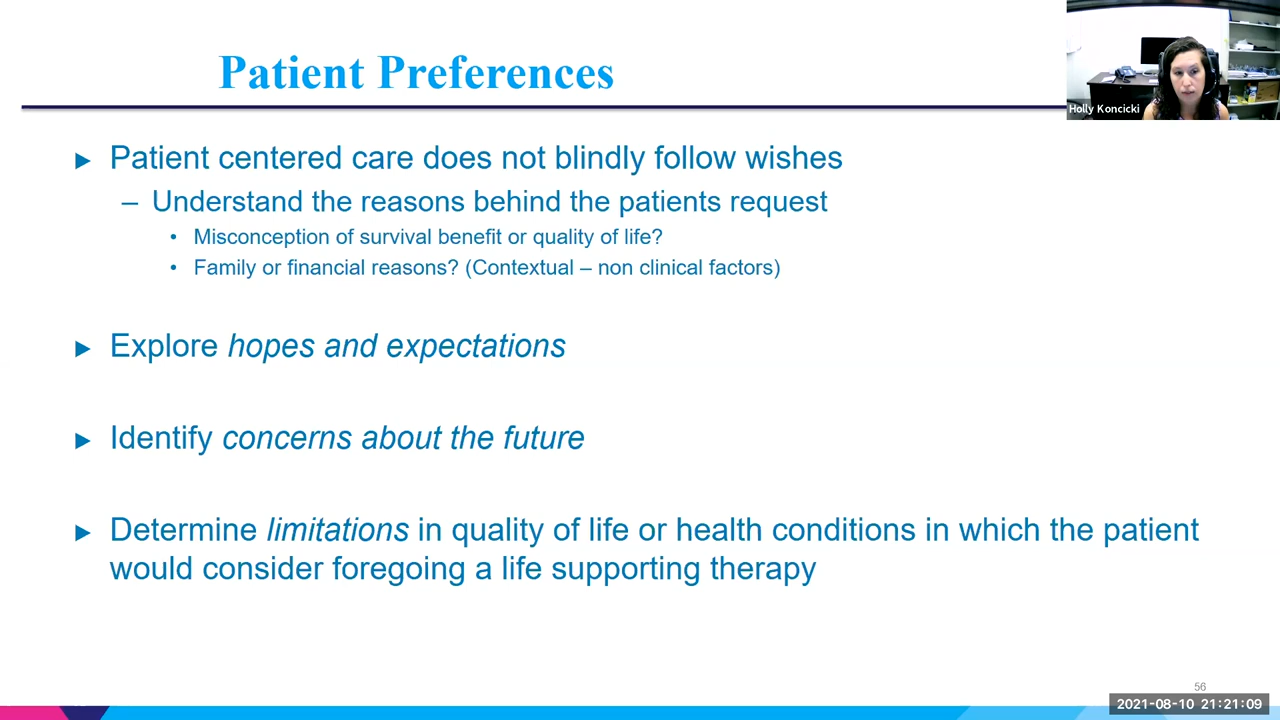 Patient Preferences
Holly Koncicki
► Patient centered care does not blindly follow wishes
– Understand the reasons behind the patients request
• Misconception of survival benefit or quality of life?
• Family or financial reasons? (Contextual – non clinical factors)
► Explore hopes and expectations
► Identify concerns about the future
► Determine limitations in quality of life or health conditions in which the patient
would consider foregoing a life supporting therapy
56
2021-08-10 21:21:09